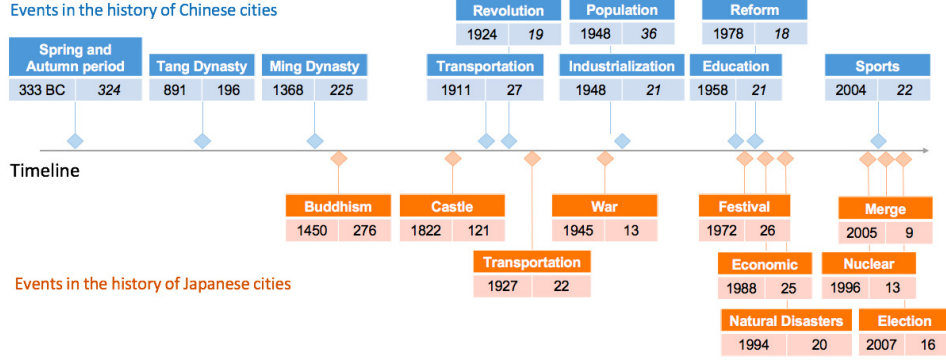 Events in the history of Chinese cities
Revolution
1924 19
Population
1948 36
Reform
1978 18
Spring and
Autumn period
333 BC 324
Tang Dynasty
891 196
Ming Dynasty
1368 225
Transportation
1911 27
Industrialization
1948 21
Education
1958 21
Sports
2004 22
Timeline
Buddhism
1450 276
Castle
1822 121
War
1945 13
Festival
1972 26
Merge
2005 9
Transportation
1927 22
Economic
1988 25
Nuclear
1996 13
Events in the history of Japanese cities
Natural Disasters
1994 20
Election
2007 16